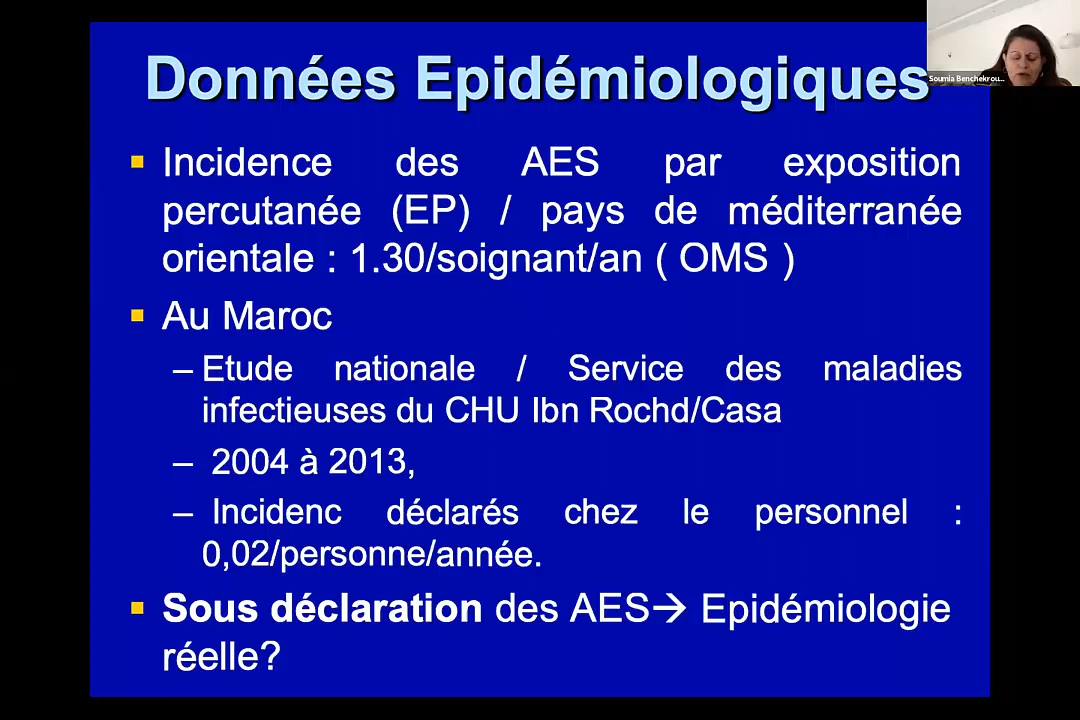 Données Epidémiologiques
Soumia Benchekrou...
▪ Incidence des AES par exposition
percutanée (EP) / pays de méditerranée
orientale : 1.30/soignant/an ( OMS )
▪ Au Maroc
– Etude nationale / Service des maladies
infectieuses du CHU Ibn Rochd/Casa
– 2004 à 2013,
– Incidenc déclarés chez le personnel :
0,02/personne/année.
▪ Sous déclaration des AES→ Epidémiologie
réelle?